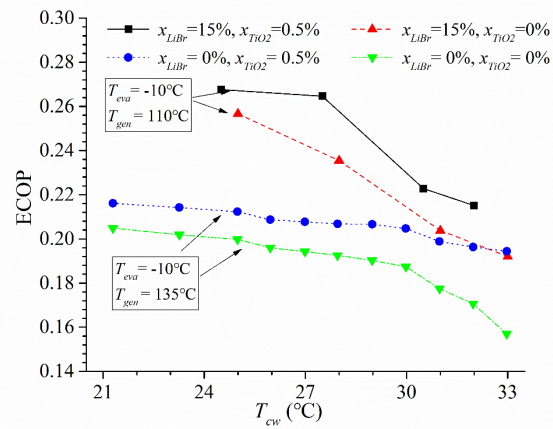 x_LiBr=15%, x_TiO2=0.5%
x_LiBr=15%, x_TiO2=0%
x_LiBr= 0%, x_TiO2=0.5%
x_LiBr= 0%, x_TiO2= 0%
0.30
0.28
0.26
0.24
0.22
0.20
0.18
0.16
0.14
ECOP
T_eva= -10℃
T_gen= 110℃
T_eva= -10℃
T_gen= 135℃
21
24
27
30
33
T_cw (℃)